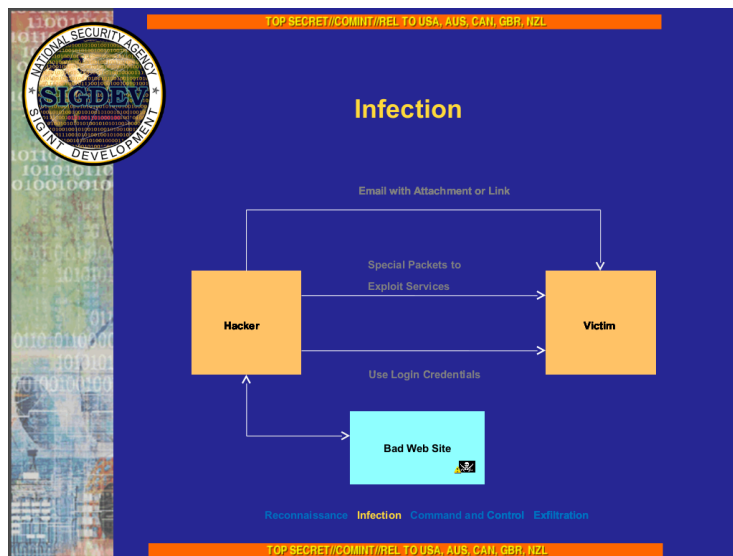 TOP SECRET//COMINT//REL TO USA, AUS, CAN, GBR, NZL
NATIONAL SECURITY AGENCY
SIGDEV
SIGINT DEVELOPMENT
Infection
Email with Attachment or Link
Special Packets to
Exploit Services
Hacker
Victim
Use Login Credentials
Bad Web Site
Reconnaissance Infection Command and Control Exfiltration
TOP SECRET//COMINT//REL TO USA, AUS, CAN, GBR, NZL